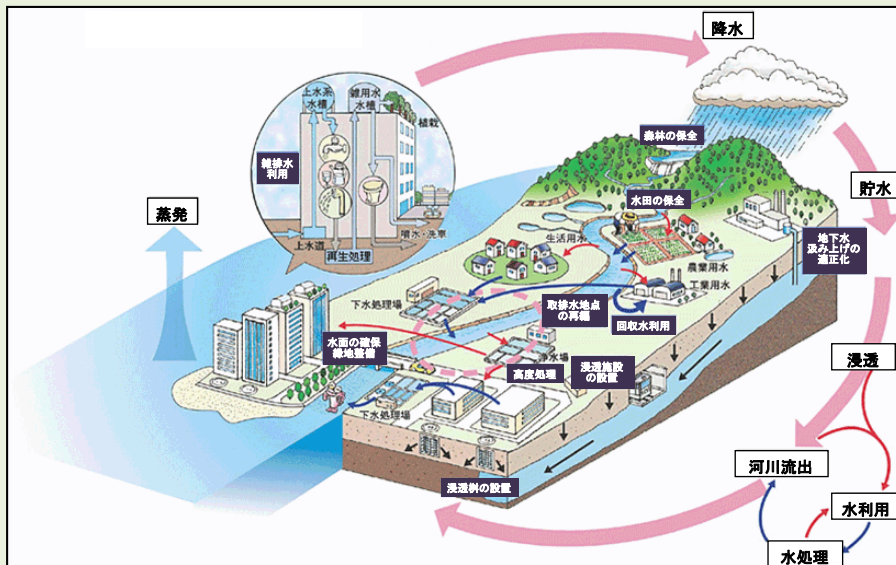 降水
上水系
水槽
雑用水
水槽
植栽
雑排水
利用
森林の保全
貯水
蒸発
水田の保全
生活用水
地下水
汲み上げの
適正化
上水道
噴水・洗車
再生処理
農業用水
工業用水
下水処理場
取排水地点
の再編
回収水利用
水面の確保
緑地整備
水場
浸透
高度処理
浸透施設
の設置
下水処理場
河川流出
浸透桝の設置
水利用
水処理